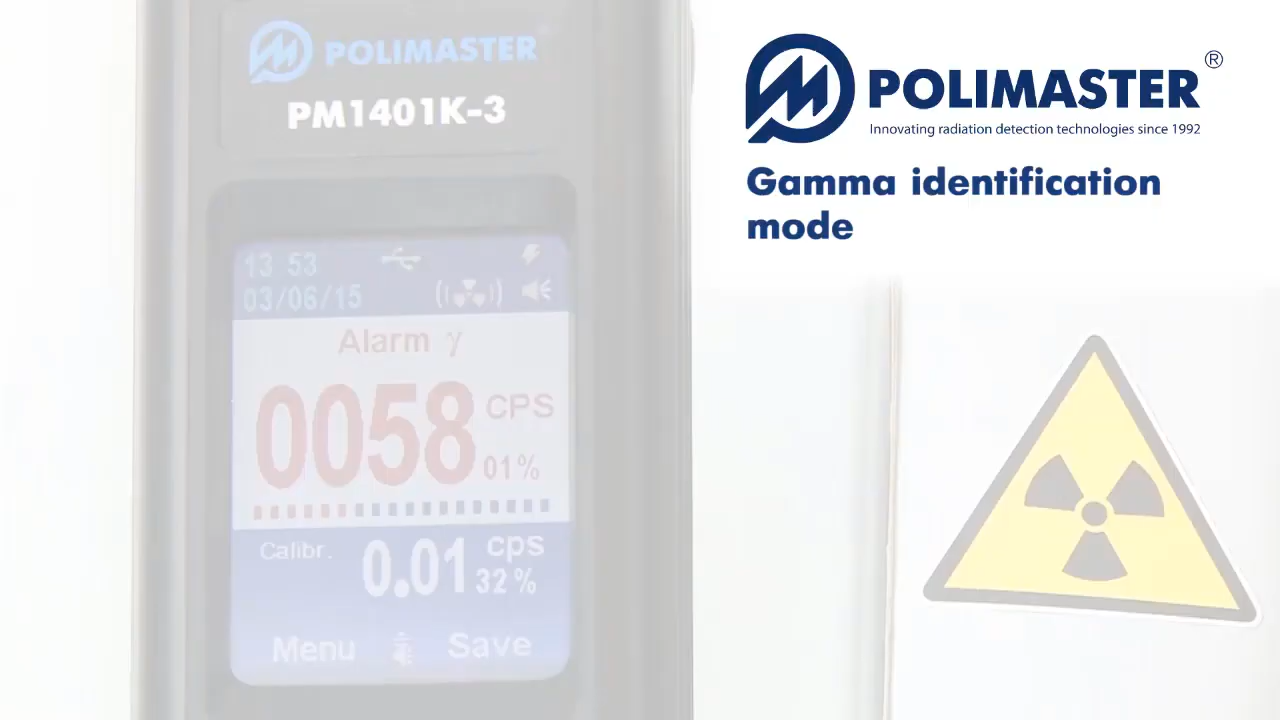 POLIMASTER
PM1401K-3
13 53
03/06/15
Alarm γ
0058 CPS
01%
Calibr. 0.01 cps
32%
Menu Save
POLIMASTER®
Innovating radiation detection technologies since 1992
Gamma identification
mode